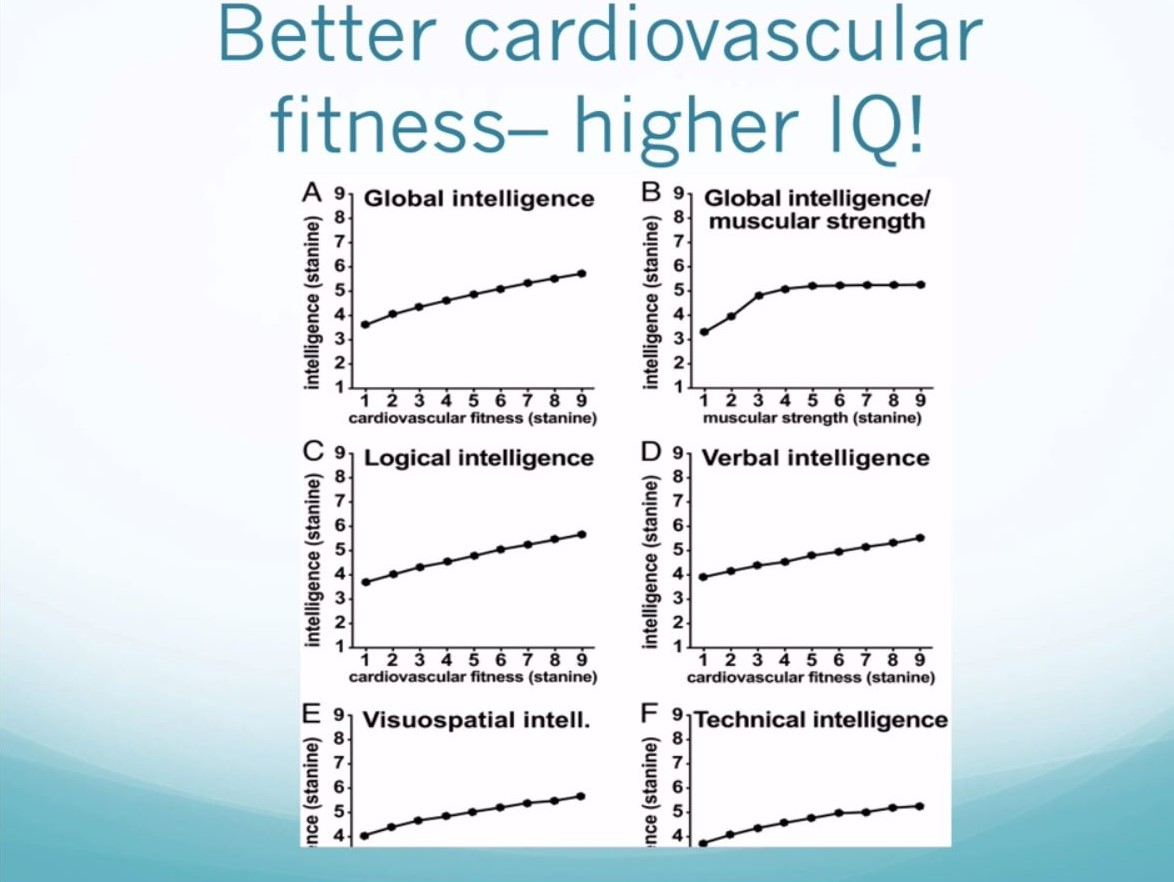 Better cardiovascular
fitness– higher IQ!
A
Global intelligence
intelligence (stanine)
9
8
7
6
5
4
3
2
1
1 2 3 4 5 6 7 8 9
cardiovascular fitness (stanine)
B
Global intelligence/
muscular strength
intelligence (stanine)
9
8
7
6
5
4
3
2
1
1 2 3 4 5 6 7 8 9
muscular strength (stanine)
C
Logical intelligence
intelligence (stanine)
9
8
7
6
5
4
3
2
1
1 2 3 4 5 6 7 8 9
cardiovascular fitness (stanine)
D
Verbal intelligence
intelligence (stanine)
9
8
7
6
5
4
3
2
1
1 2 3 4 5 6 7 8 9
cardiovascular fitness (stanine)
E
Visuospatial intell.
nce (stanine)
9
8
7
6
5
4
F
Technical intelligence
nce (stanine)
9
8
7
6
5
4